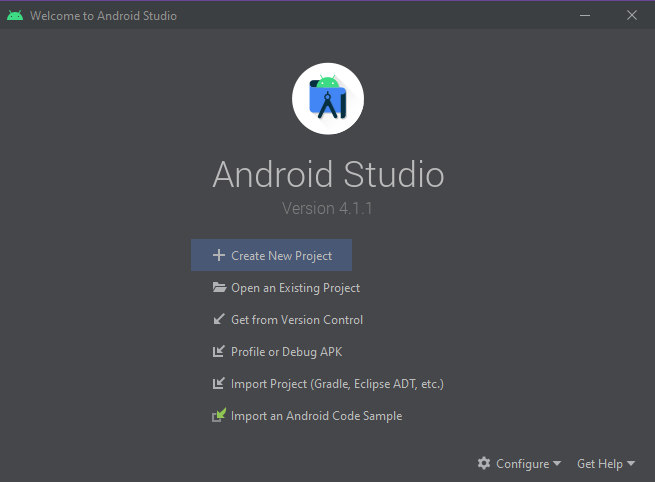 Welcome to Android Studio
Android Studio
Version 4.1.1
Create New Project
Open an Existing Project
Get from Version Control
Profile or Debug APK
Import Project (Gradle, Eclipse ADT, etc.)
Import an Android Code Sample
Configure Get Help